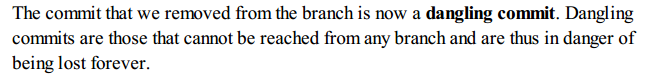 The commit that we removed from the branch is now a dangling commit. Dangling
commits are those that cannot be reached from any branch and are thus in danger of
being lost forever.